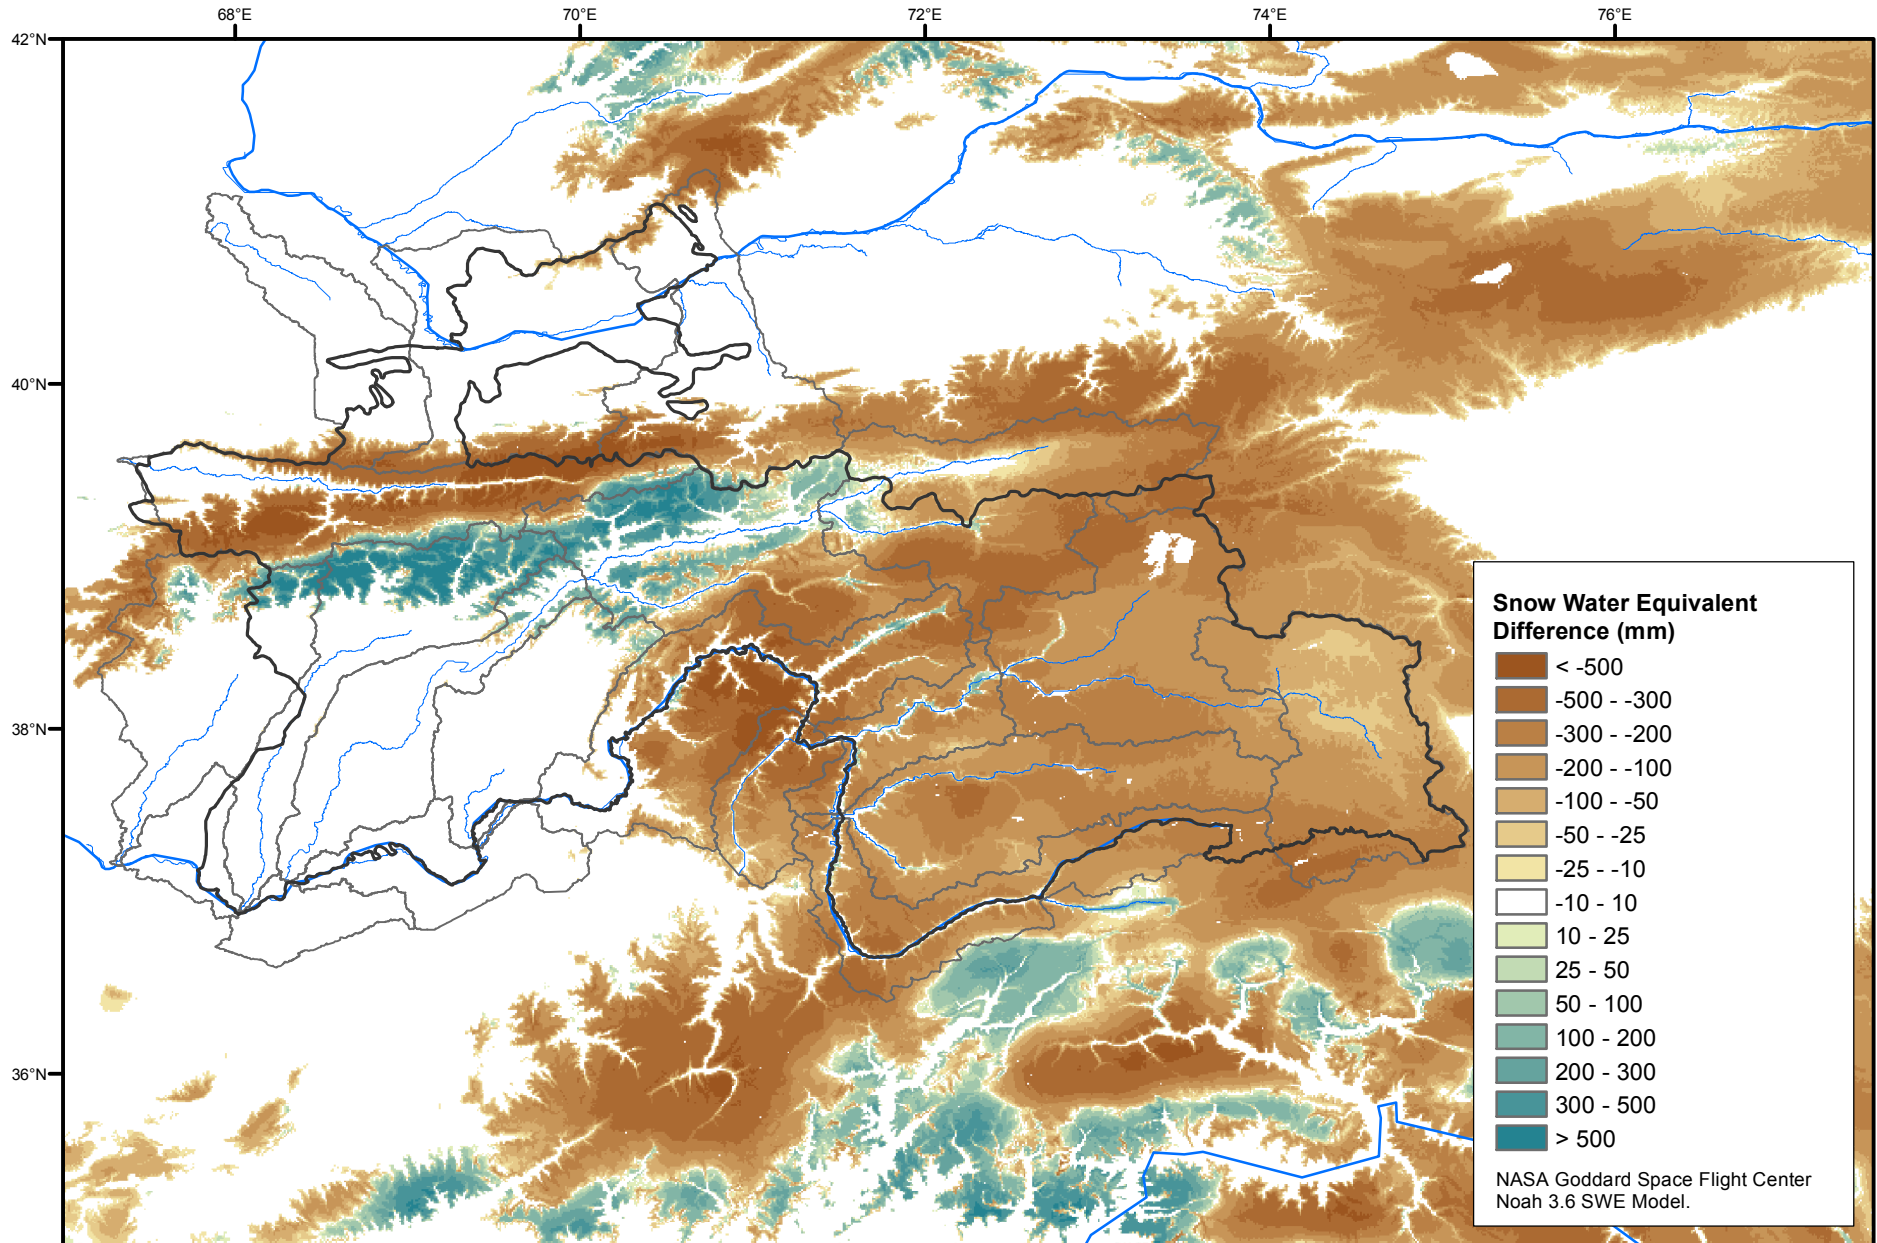 68°E 70°E 72°E 74°E 76°E
42°N
40°N
38°N
36°N
Snow Water Equivalent
Difference (mm)
< -500
-500 - -300
-300 - -200
-200 - -100
-100 - -50
-50 - -25
-25 - -10
-10 - 10
10 - 25
25 - 50
50 - 100
100 - 200
200 - 300
300 - 500
> 500
NASA Goddard Space Flight Center
Noah 3.6 SWE Model.